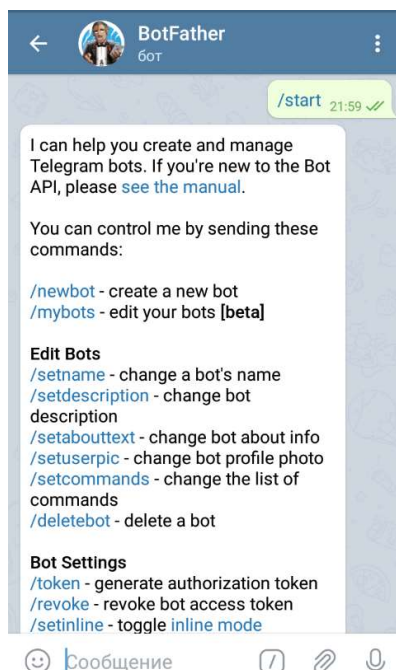 BotFather
бот
/start 21:59
I can help you create and manage
Telegram bots. If you're new to the Bot
API, please see the manual.
You can control me by sending these
commands:
/newbot - create a new bot
/mybots - edit your bots [beta]
Edit Bots
/setname - change a bot's name
/setdescription - change bot
description
/setabouttext - change bot about info
/setuserpic - change bot profile photo
/setcommands - change the list of
commands
/deletebot - delete a bot
Bot Settings
/token - generate authorization token
/revoke - revoke bot access token
/setinline - toggle inline mode
Сообщение